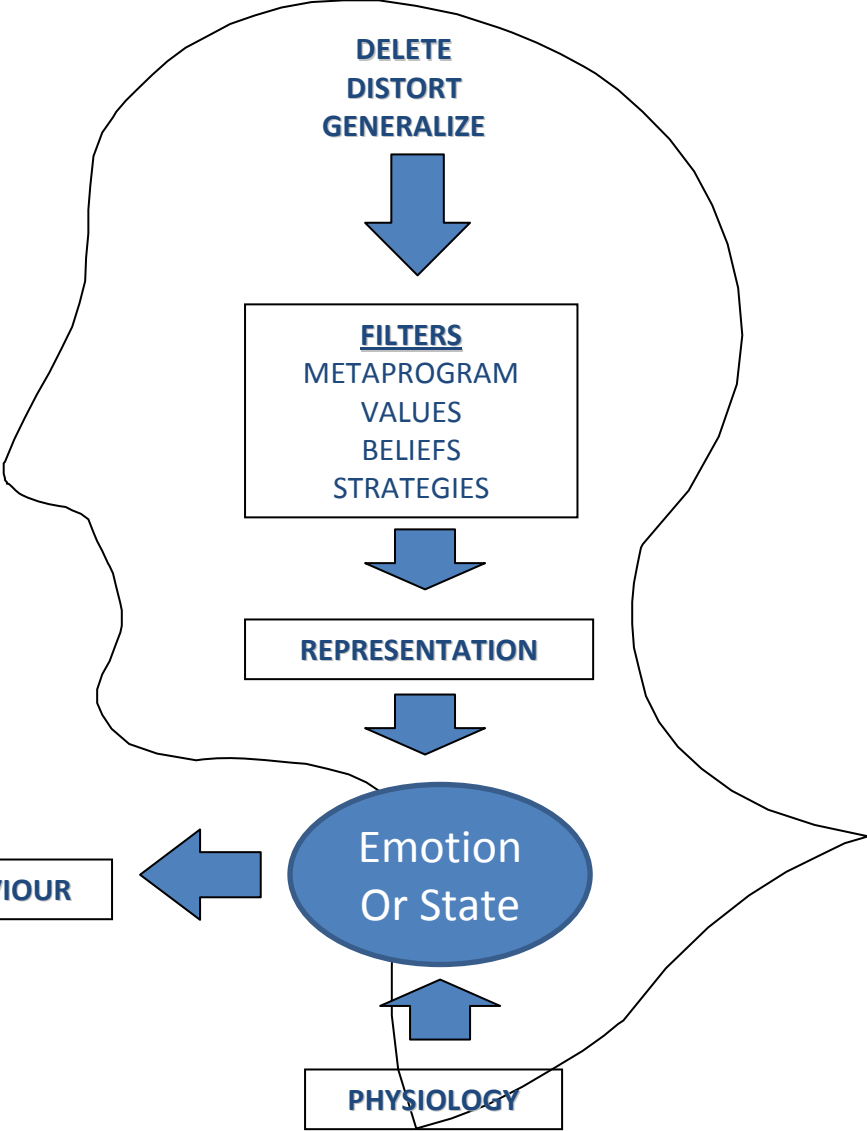 DELETE
DISTORT
GENERALIZE
FILTERS
METAPROGRAM
VALUES
BELIEFS
STRATEGIES
REPRESENTATION
Emotion
Or State
VIOUR
PHYSIOLOGY